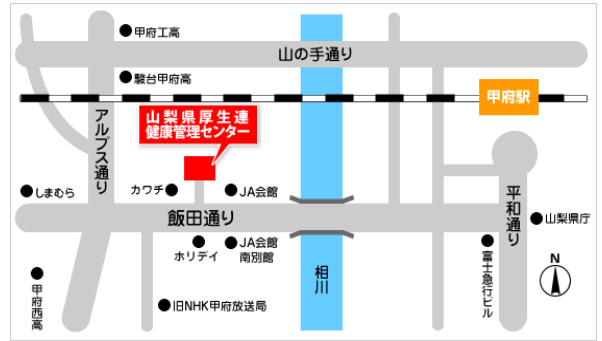 甲府工高
山の手通り
駿台甲府高
甲府駅
アルプス通り
山梨県厚生連
健康管理センター
しまむら
カワチ
JA会館
飯田通り
平和通り
山梨県庁
ホリデイ
JA会館
南別館
相川
富士急行ビル
N
甲府西高
旧NHK甲府放送局